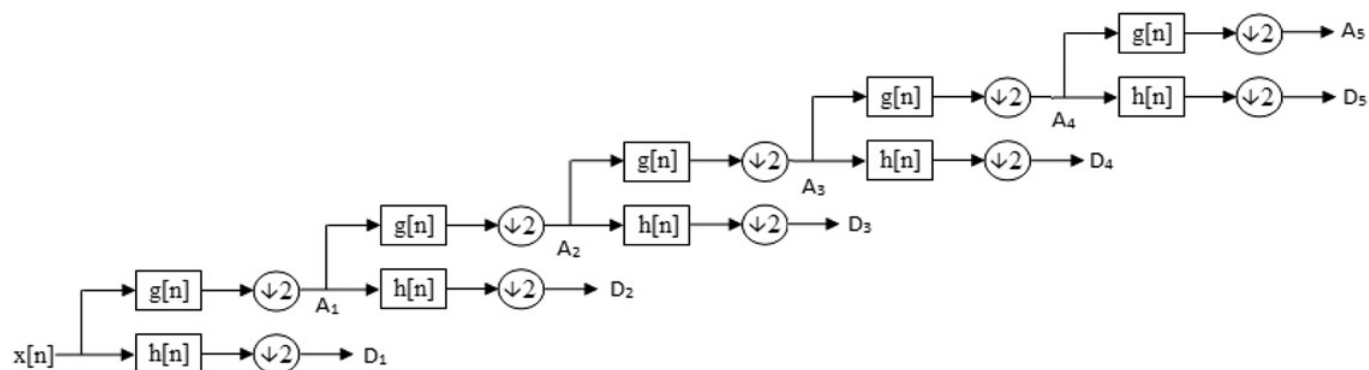 g[n] ↓2 A₅
g[n] ↓2 A₄ h[n] ↓2 D₅
g[n] ↓2 A₃ h[n] ↓2 D₄
g[n] ↓2 A₂ h[n] ↓2 D₃
g[n] ↓2 A₁ h[n] ↓2 D₂
x[n] h[n] ↓2 D₁